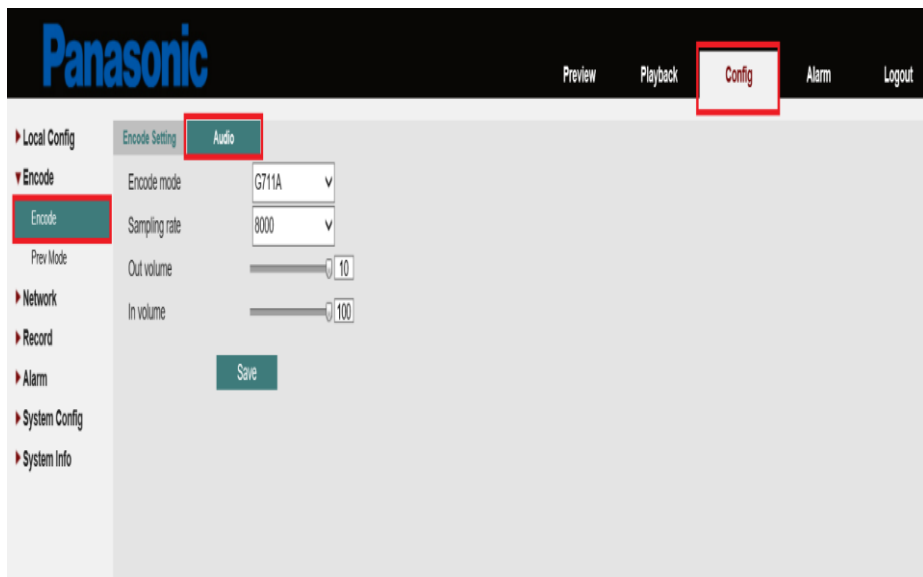 Panasonic
Preview Playback Config Alarm Logout
Local Config
Encode
Encode
Prev Mode
Network
Record
Alarm
System Config
System Info
Encode Setting Audio
Encode mode G711A
Sampling rate 8000
Out volume 10
In volume 100
Save